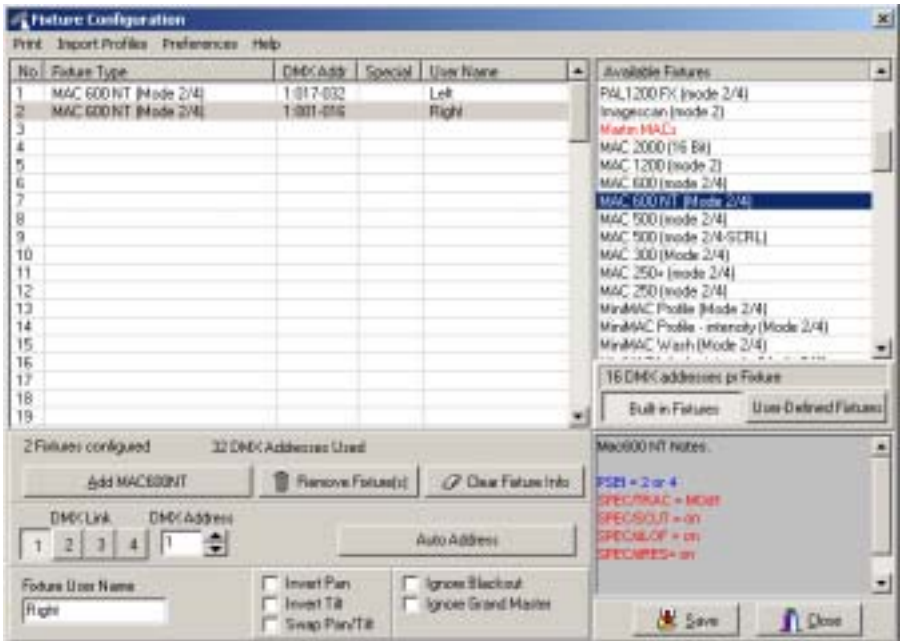 Fixture Configuration
Print Import Profiles Preferences Help
No Fixture Type DMX Addr Special User Name
1 MAC 600 NT (Mode 2/4) 1:017-032 Left
2 MAC 600 NT (Mode 2/4) 1:001-016 Right
3
4
5
6
7
8
9
10
11
12
13
14
15
16
17
18
19
Available Fixtures
PAL1200 FX (mode 2/4)
Imagescan (mode 2)
Martin MACs
MAC 2000 (16 Bit)
MAC 1200 (mode 2)
MAC 600 (mode 2/4)
MAC 600 NT (Mode 2/4)
MAC 500 (mode 2/4)
MAC 500 (mode 2/4-SCRL)
MAC 300 (Mode 2/4)
MAC 250+ (mode 2/4)
MAC 250 (mode 2/4)
MiniMAC Profile (Mode 2/4)
MiniMAC Profile - intensity (Mode 2/4)
MiniMAC Wash (Mode 2/4)
16 DMX addresses pr Fixture
Built in Fixtures User-Defined Fixtures
2 Fixtures configured 32 DMX Addresses Used
Add MAC600NT Remove Fixture(s) Clear Fixture Info
DMX Link DMX Address
1 2 3 4 1 Auto Address
Fixture User Name
Right
Invert Pan
Invert Tilt
Swap Pan/Tilt
Ignore Blackout
Ignore Grand Master
Mac600 NT Notes.
PSET = 2 or 4
SPEC/TRAC =
SPEC/SCUT = on
= on
= on
Save Close